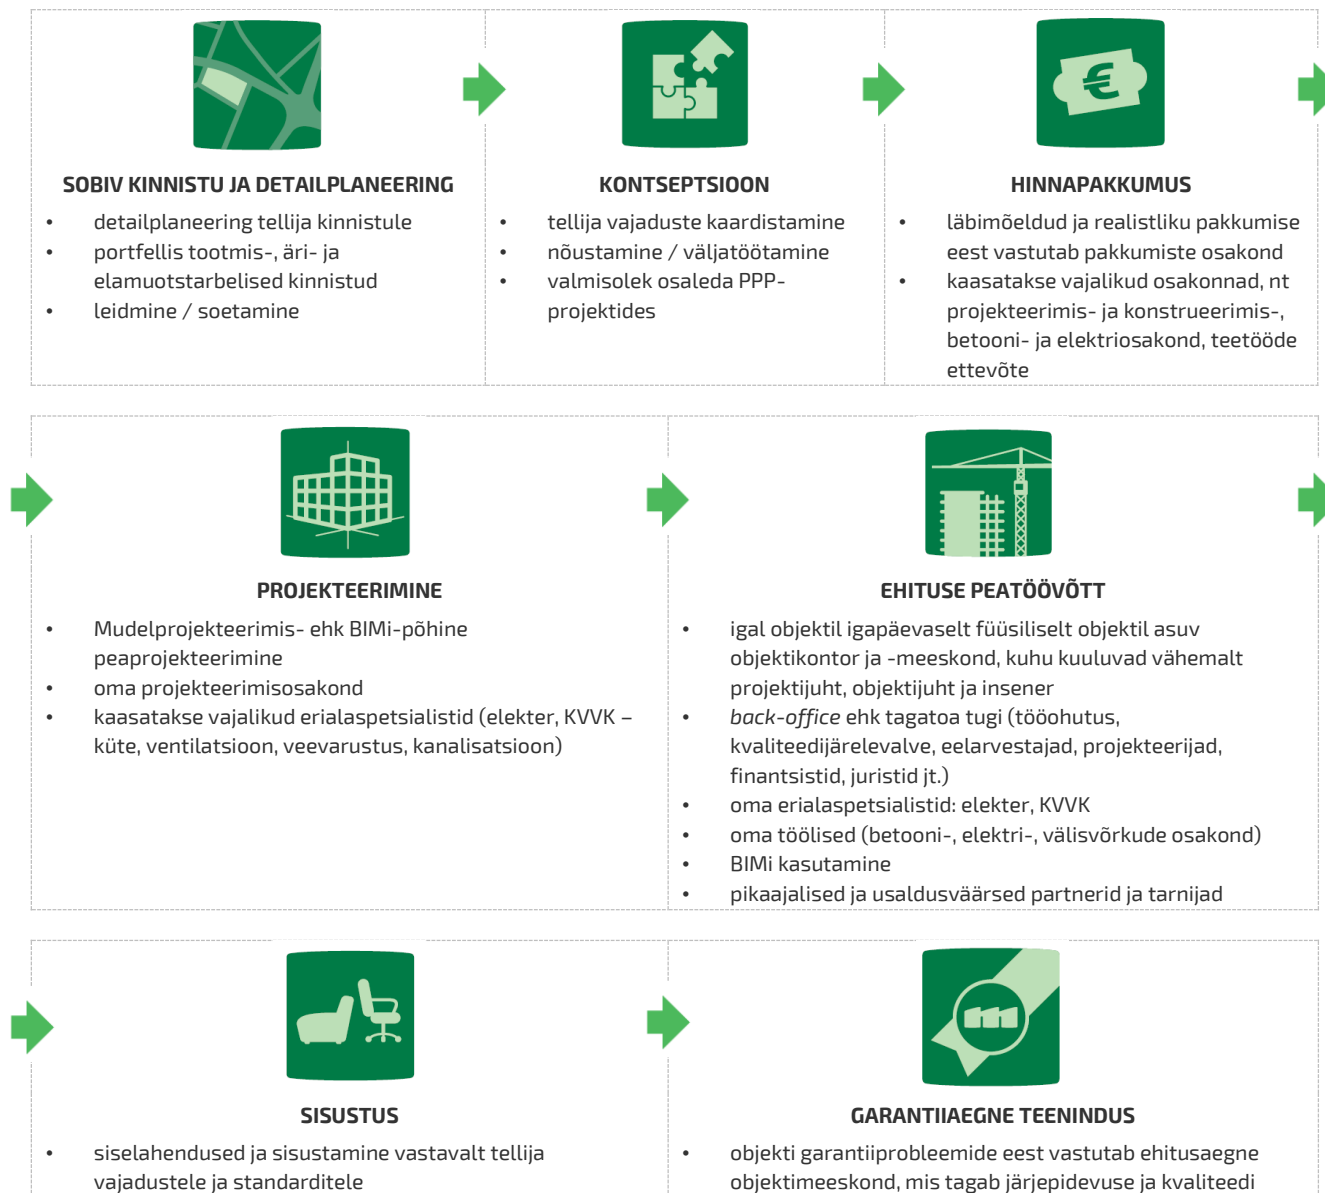 SOBIV KINNISTU JA DETAILPLANEERING
• detailplaneering tellija kinnistule
• portfellis tootmis-, äri- ja
elamuotstarbelised kinnistud
• leidmine / soetamine
KONTSEPTSIOON
• tellija vajaduste kaardistamine
• nõustamine / väljatöötamine
• valmisolek osaleda PPP-
projektides
€
HINNAPAKKUMUS
• läbimõeldud ja realistliku pakkumise
eest vastutab pakkumiste osakond
• kaasatakse vajalikud osakonnad, nt
projekteerimis- ja konstrueerimis-,
betooni- ja elektriosakond, teetööde
ettevõte
PROJEKTEERIMINE
• Mudelprojekteerimis- ehk BIMi-põhine
peaprojekteerimine
• oma projekteerimisosakond
• kaasatakse vajalikud erialaspetsialistid (elekter, KVVK –
küte, ventilatsioon, veevarustus, kanalisatsioon)
EHITUSE PEATÖÖVÕTT
• igal objektil igapäevaselt füüsiliselt objektil asuv
objektikontor ja -meeskond, kuhu kuuluvad vähemalt
projektijuht, objektijuht ja insener
• back-office ehk tagatoa tugi (tööohutus,
kvaliteedijärelevalve, eelarvestajad, projekteerijad,
finantsistid, juristid jt.)
• oma erialaspetsialistid: elekter, KVVK
• oma töölised (betooni-, elektri-, välisvõrkude osakond)
• BIMi kasutamine
• pikaajalised ja usaldusväärsed partnerid ja tarnijad
SISUSTUS
• siselahendused ja sisustamine vastavalt tellija
vajadustele ja standarditele
GARANTIIAEGNE TEENINDUS
• objekti garantiiprobleemide eest vastutab ehitusaegne
objektimeeskond, mis tagab järjepidevuse ja kvaliteedi